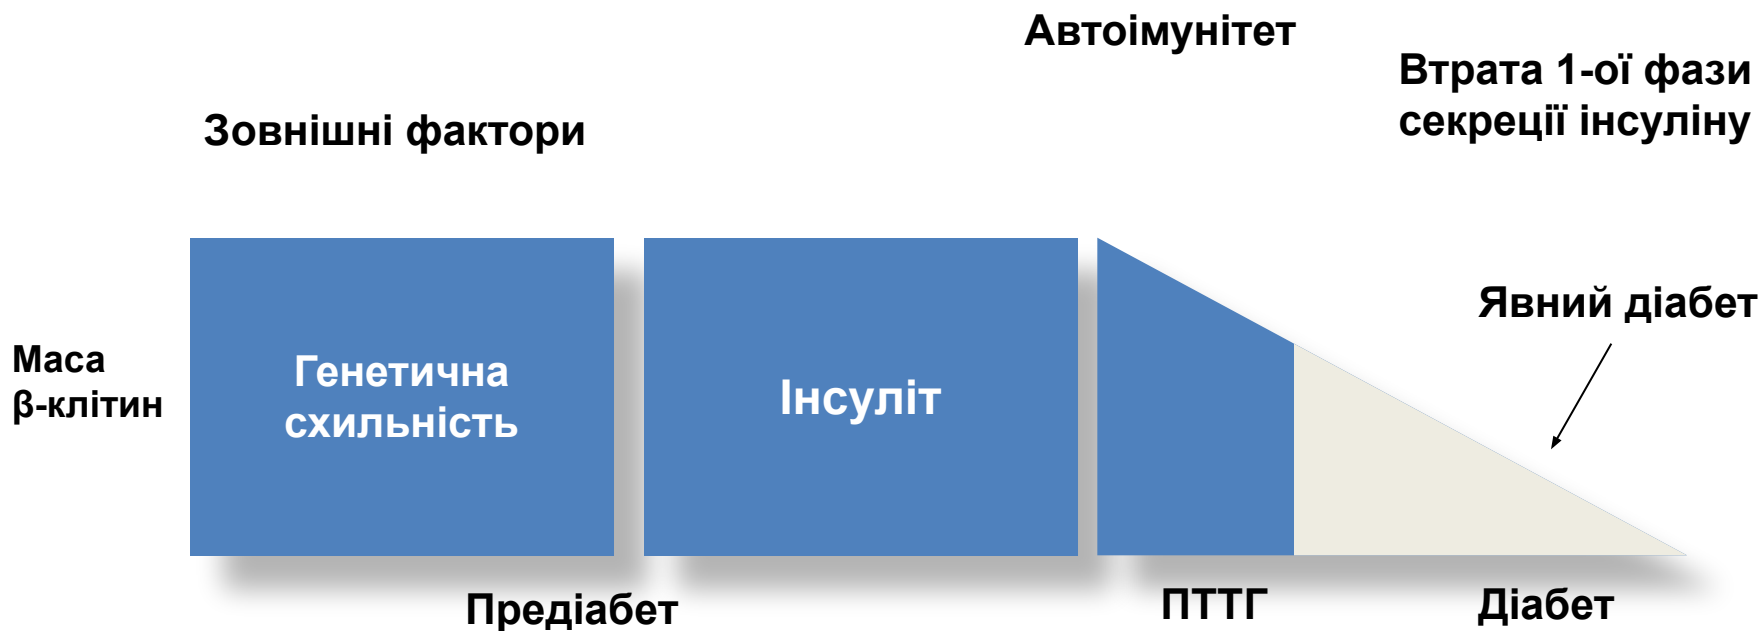 Автоімунітет
Втрата 1-ої фази
секреції інсуліну
Зовнішні фактори
Явний діабет
Маса
β-клітин
Генетична
схильність
Інсуліт
Предіабет
ПТТГ
Діабет